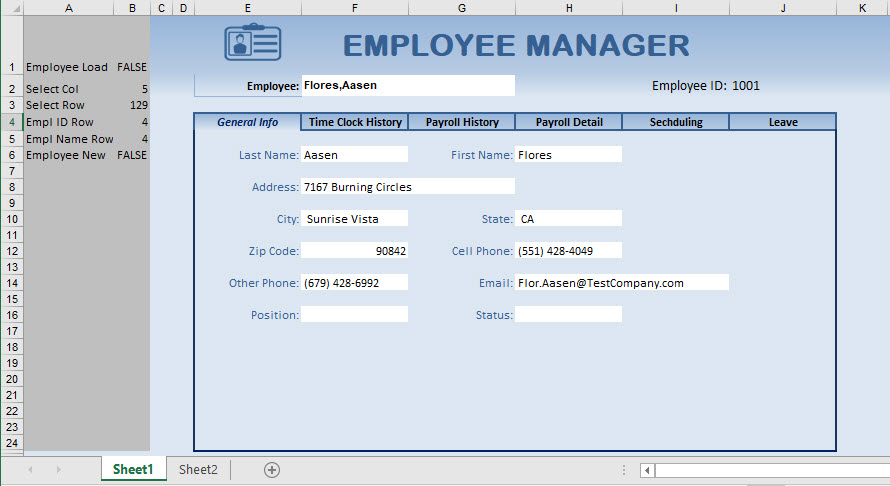 A B C D E F G H I J K
EMPLOYEE MANAGER
1 Employee Load FALSE
2 Select Col 5 Employee: Flores,Aasen Employee ID: 1001
3 Select Row 129
4 Empl ID Row 4 General Info Time Clock History Payroll History Payroll Detail Sechduling Leave
5 Empl Name Row 4
6 Employee New FALSE Last Name: Aasen First Name: Flores
7
8 Address: 7167 Burning Circles
9
10 City: Sunrise Vista State: CA
11
12 Zip Code: 90842 Cell Phone: (551) 428-4049
13
14 Other Phone: (679) 428-6992 Email: Flor.Aasen@TestCompany.com
15
16 Position: Status:
17
18
19
20
21
22
23
24
Sheet1 Sheet2